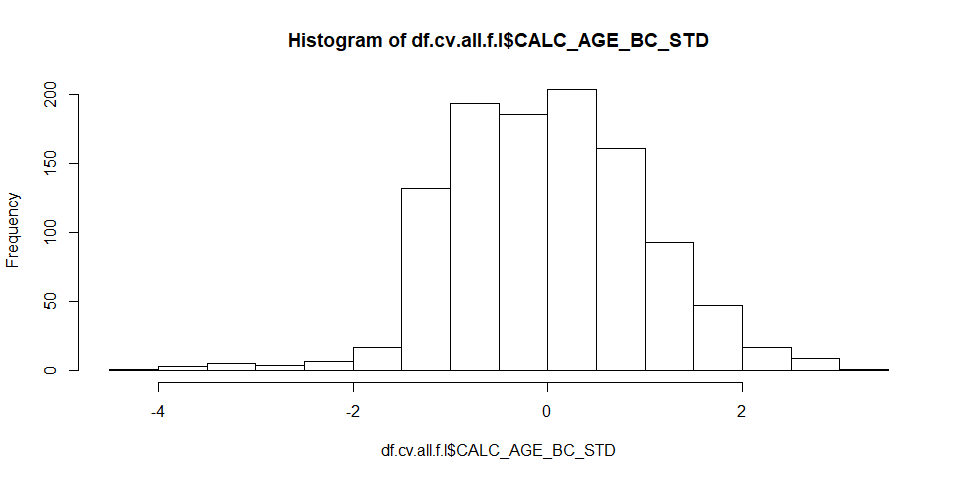 Histogram of df.cv.all.f.l$CALC_AGE_BC_STD
Frequency
200
150
100
50
0
-4 -2 0 2
df.cv.all.f.l$CALC_AGE_BC_STD